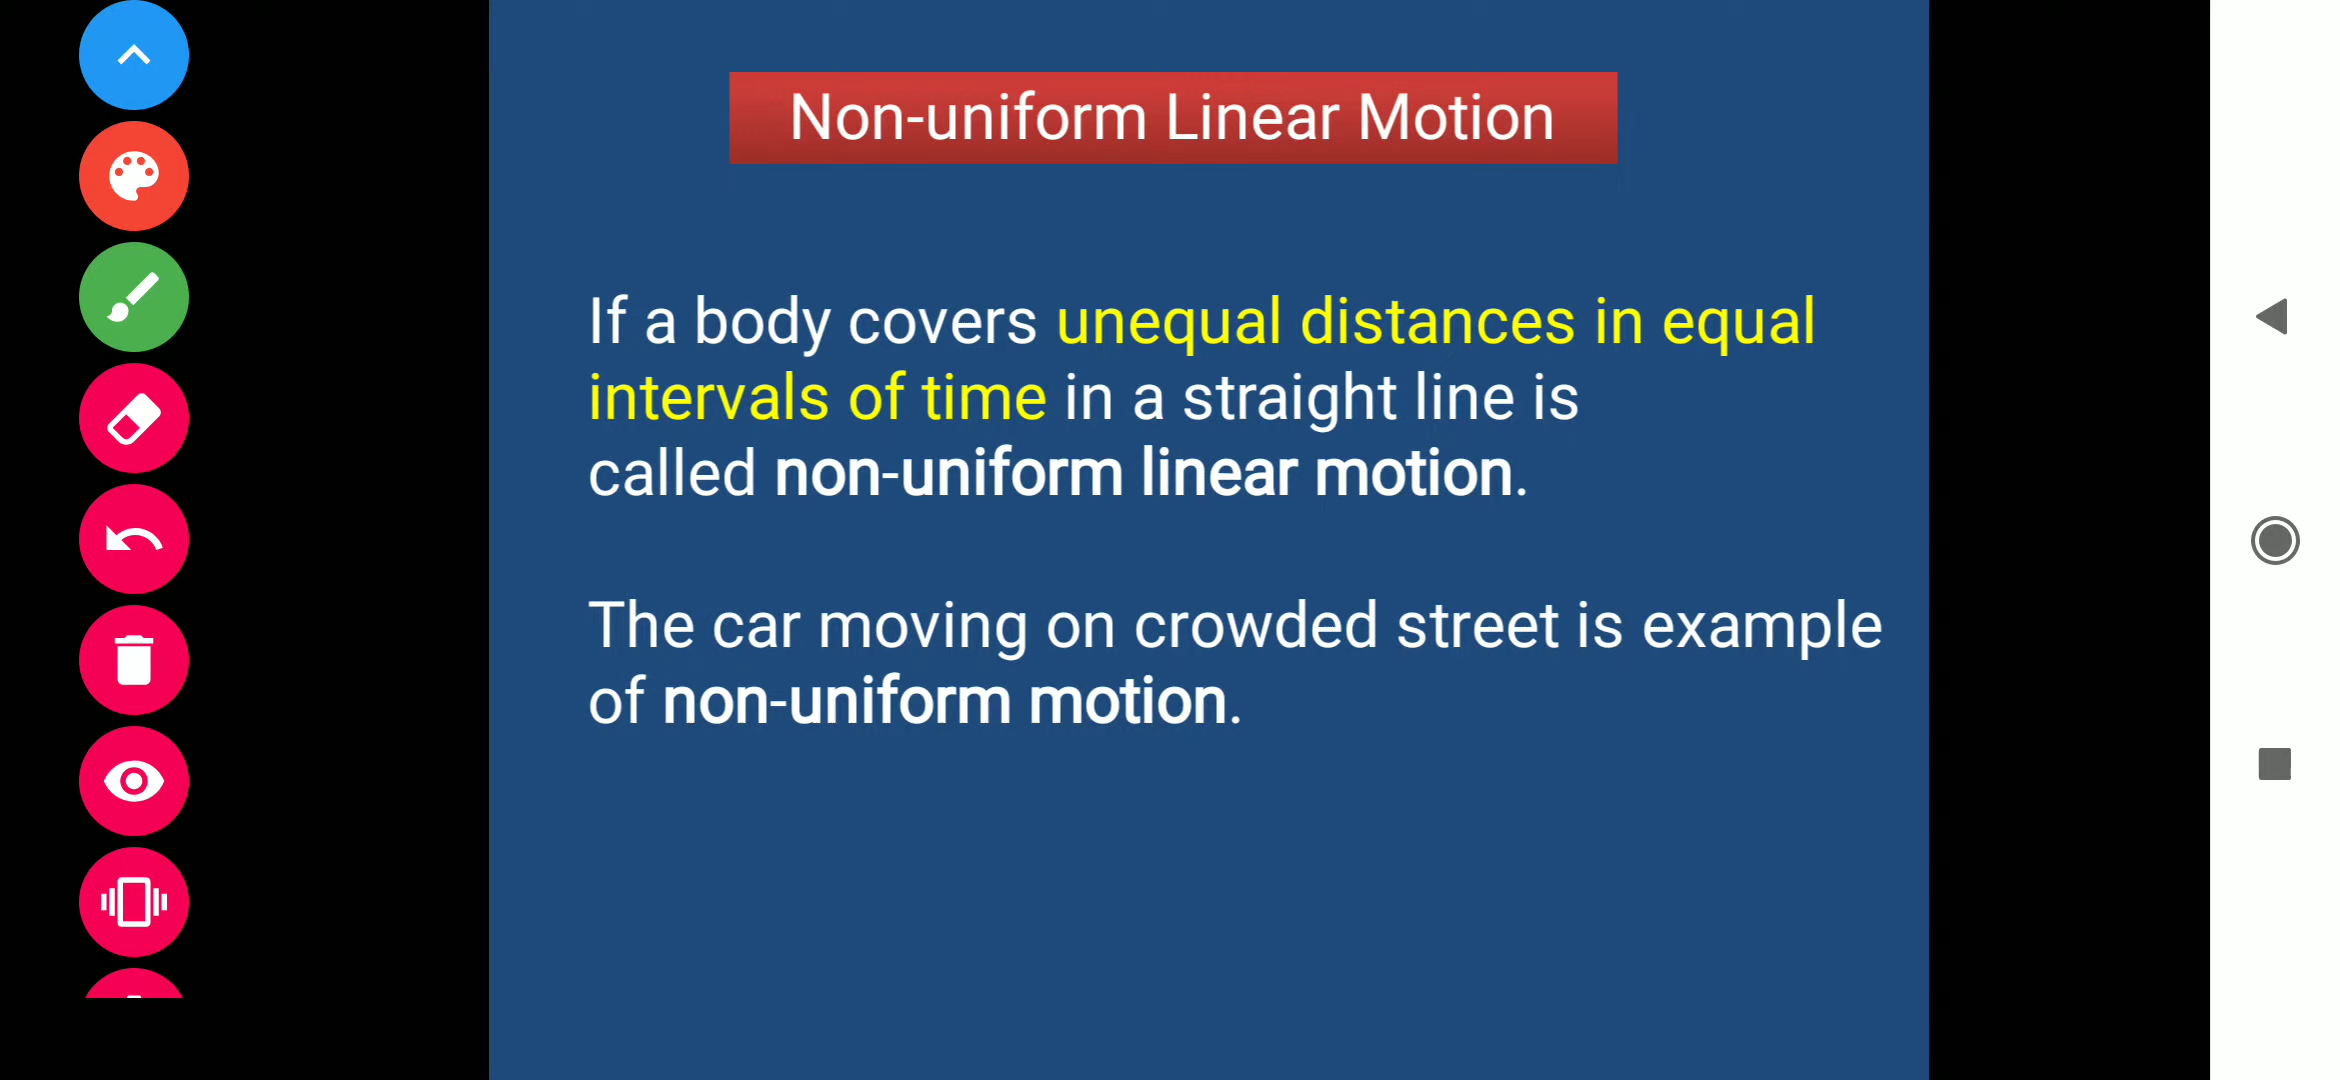 Non-uniform Linear Motion
If a body covers unequal distances in equal
intervals of time in a straight line is
called non-uniform linear motion.
The car moving on crowded street is example
of non-uniform motion.